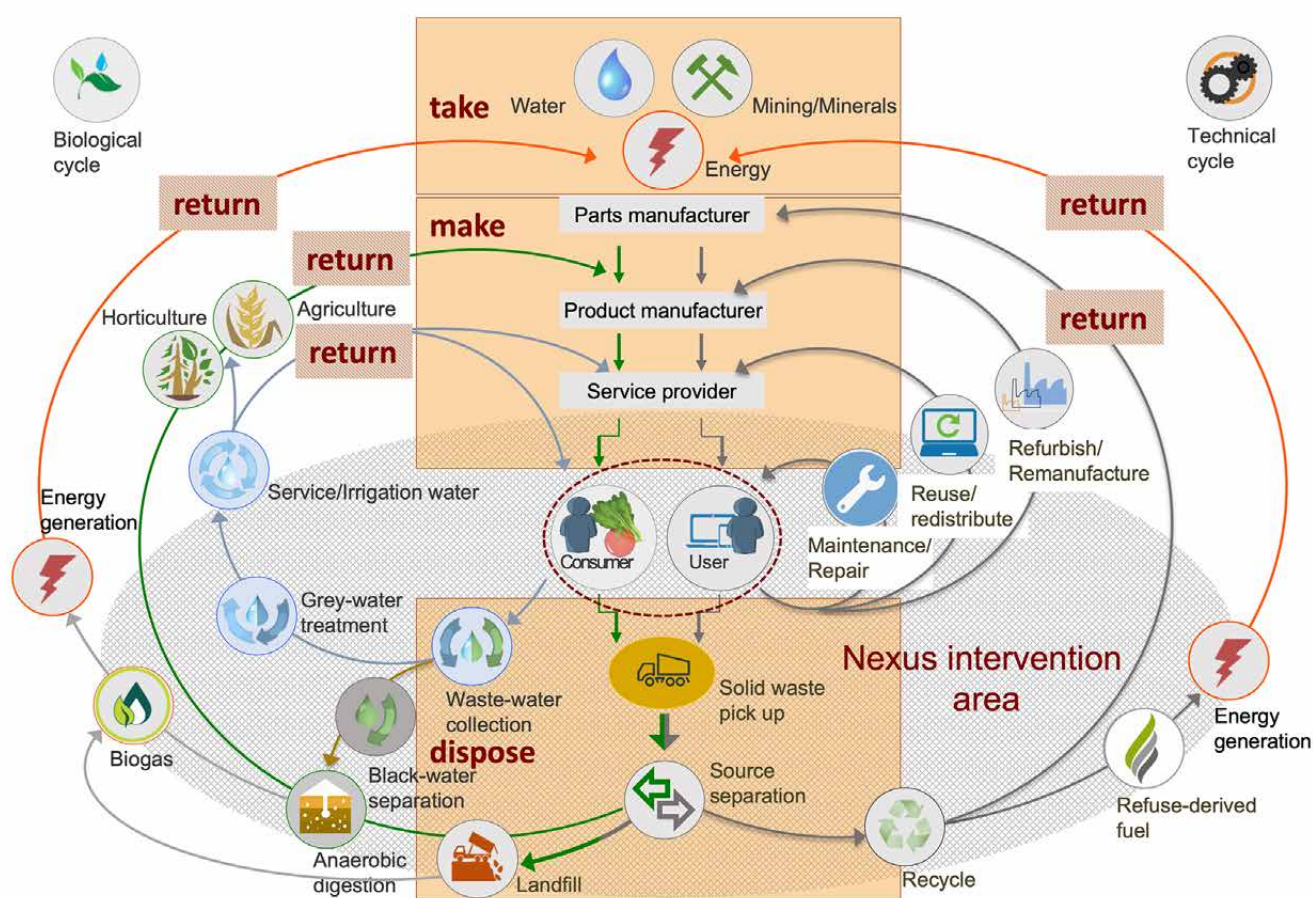 Biological
cycle
take
Water
Mining/Minerals
Energy
Technical
cycle
return
return
make
Parts manufacturer
return
Horticulture
Agriculture
return
Product manufacturer
return
Service provider
Refurbish/
Remanufacture
Reuse/
redistribute
Maintenance/
Repair
Service/Irrigation water
Energy
generation
Consumer
User
Grey-water
treatment
Waste-water
collection
Solid waste
pick up
Nexus intervention
area
Energy
generation
Biogas
dispose
Black-water
separation
Source
separation
Refuse-derived
fuel
Anaerobic
digestion
Landfill
Recycle